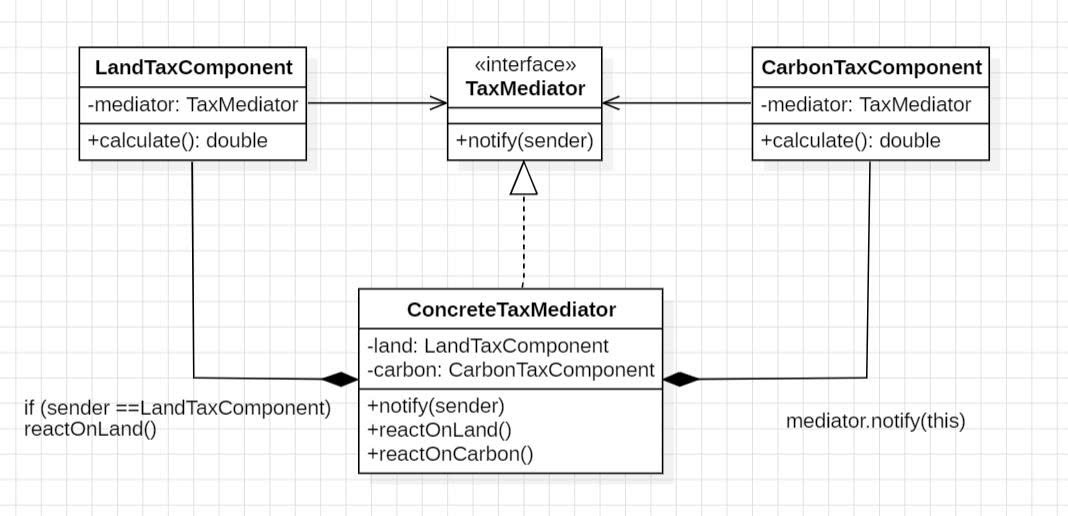 LandTaxComponent
-mediator: TaxMediator
+calculate(): double
«interface»
TaxMediator
+notify(sender)
CarbonTaxComponent
-mediator: TaxMediator
+calculate(): double
ConcreteTaxMediator
-land: LandTaxComponent
-carbon: CarbonTaxComponent
+notify(sender)
+reactOnLand()
+reactOnCarbon()
if (sender ==LandTaxComponent)
reactOnLand()
mediator.notify(this)